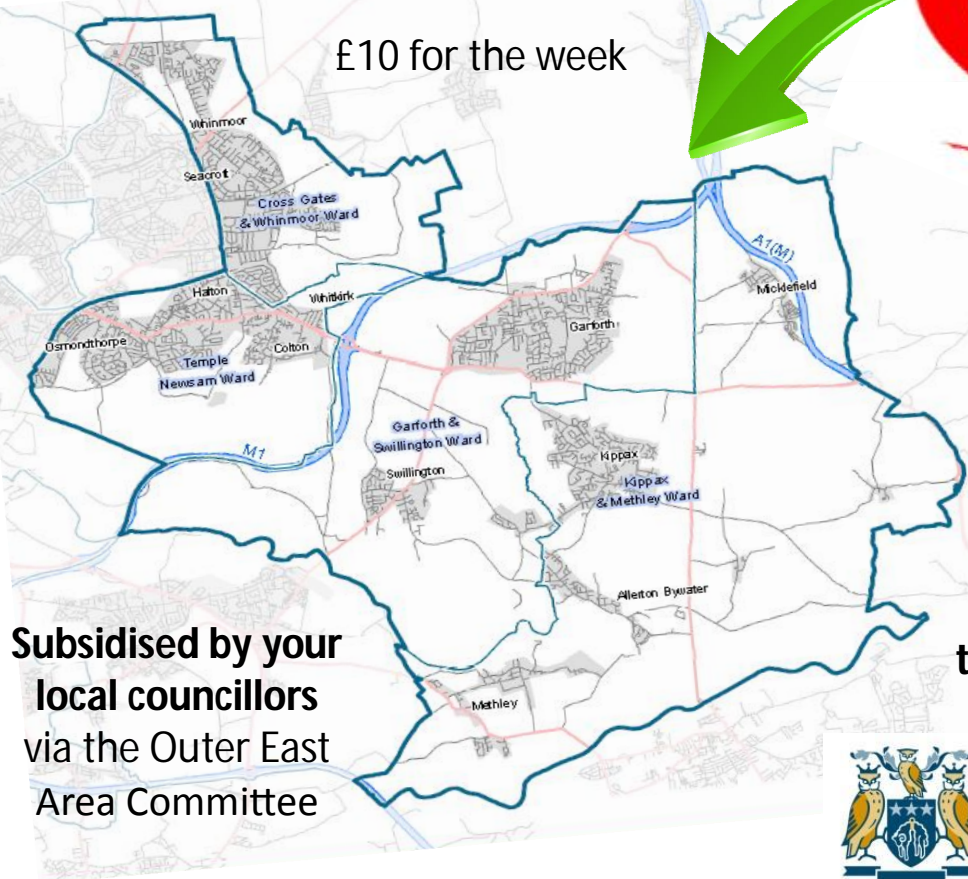 £10 for the week
Whinmoor
Seacroft
Cross Gates
& Whinmoor Ward
A1(M)
Micklefield
Halton
Whitkirk
Garforth
Osmondthorpe
Colton
Temple
Newsam Ward
Garforth &
Swillington Ward
M1
Swillington
Kippax
Kippax
& Methley Ward
Allerton Bywater
Methley
Subsidised by your
local councillors
via the Outer East
Area Committee
t